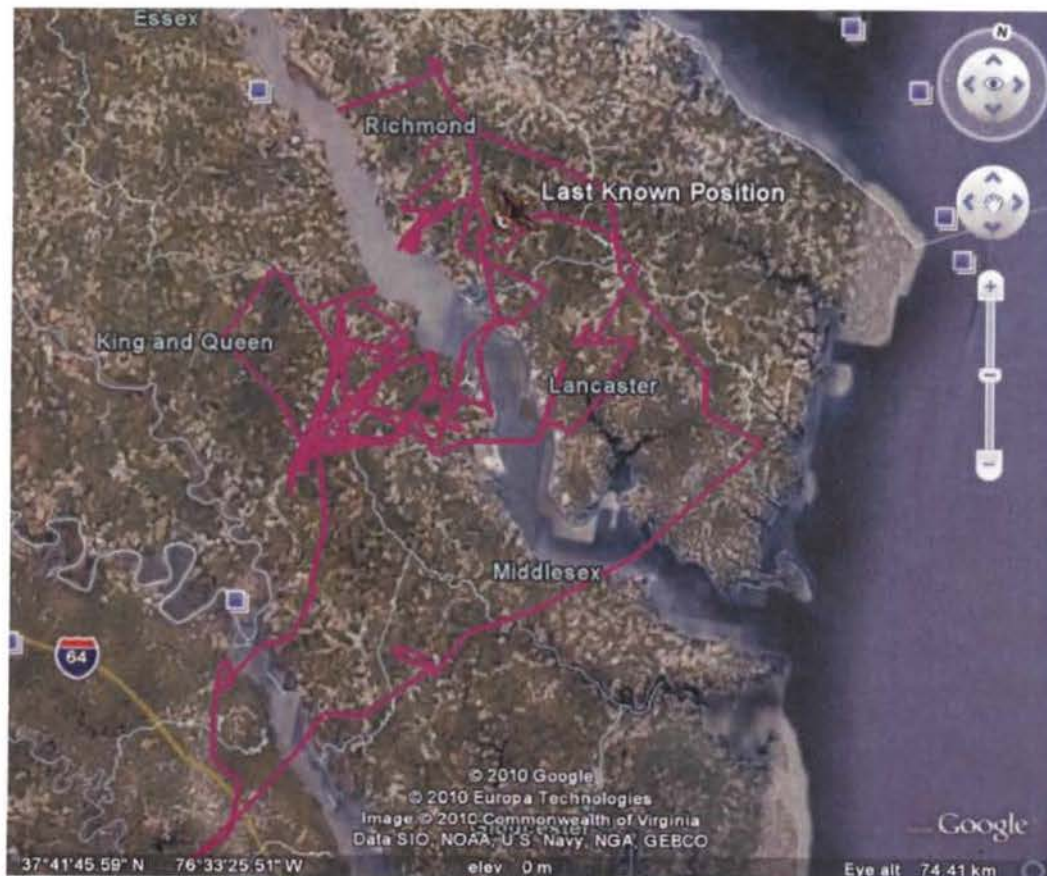 Essex
N
Richmond
Last Known Position
King and Queen
Lancaster
Middlesex
64
© 2010 Google
© 2010 Europa Technologies
Image © 2010 Commonwealth of Virginia
Gloucester
Data SIO, NOAA, U.S. Navy, NGA, GEBCO
Google
37°41'45.59" N 76°33'25.51" W elev 0 m Eye alt 74.41 km